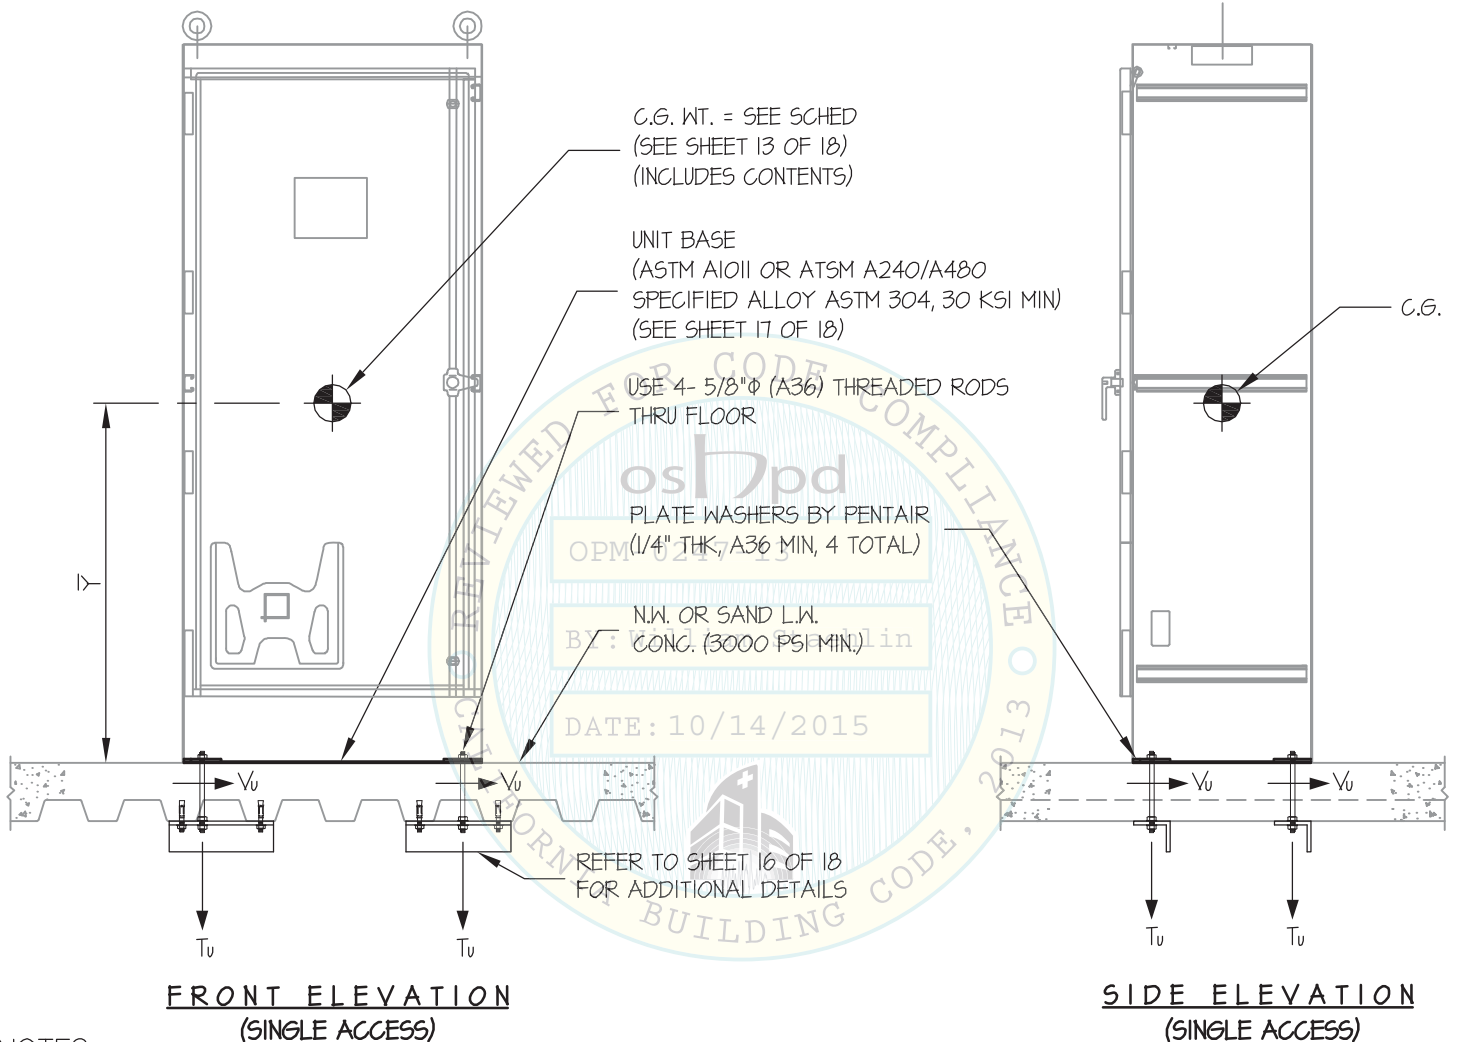 C.G. WT. = SEE SCHED
(SEE SHEET 13 OF 18)
(INCLUDES CONTENTS)
UNIT BASE
(ASTM A1011 OR ATSM A240/A480
SPECIFIED ALLOY ASTM 304, 30 KSI MIN)
(SEE SHEET 17 OF 18)
C.G.
USE 4- 5/8"Φ (A36) THREADED RODS
THRU FLOOR
PLATE WASHERS BY PENTAIR
(1/4" THK, A36 MIN, 4 TOTAL)
N.W. OR SAND L.W.
CONC. (3000 PSI MIN.)
Y̅
REVIEWED FOR CODE COMPLIANCE
oshpd
OPM-0247-13
BY: William Staehlin
DATE: 10/14/2015
CALIFORNIA BUILDING CODE, 2013
Vu
Vu
Vu
Vu
REFER TO SHEET 16 OF 18
FOR ADDITIONAL DETAILS
Tu
Tu
Tu
Tu
FRONT ELEVATION
(SINGLE ACCESS)
SIDE ELEVATION
(SINGLE ACCESS)
NOTES